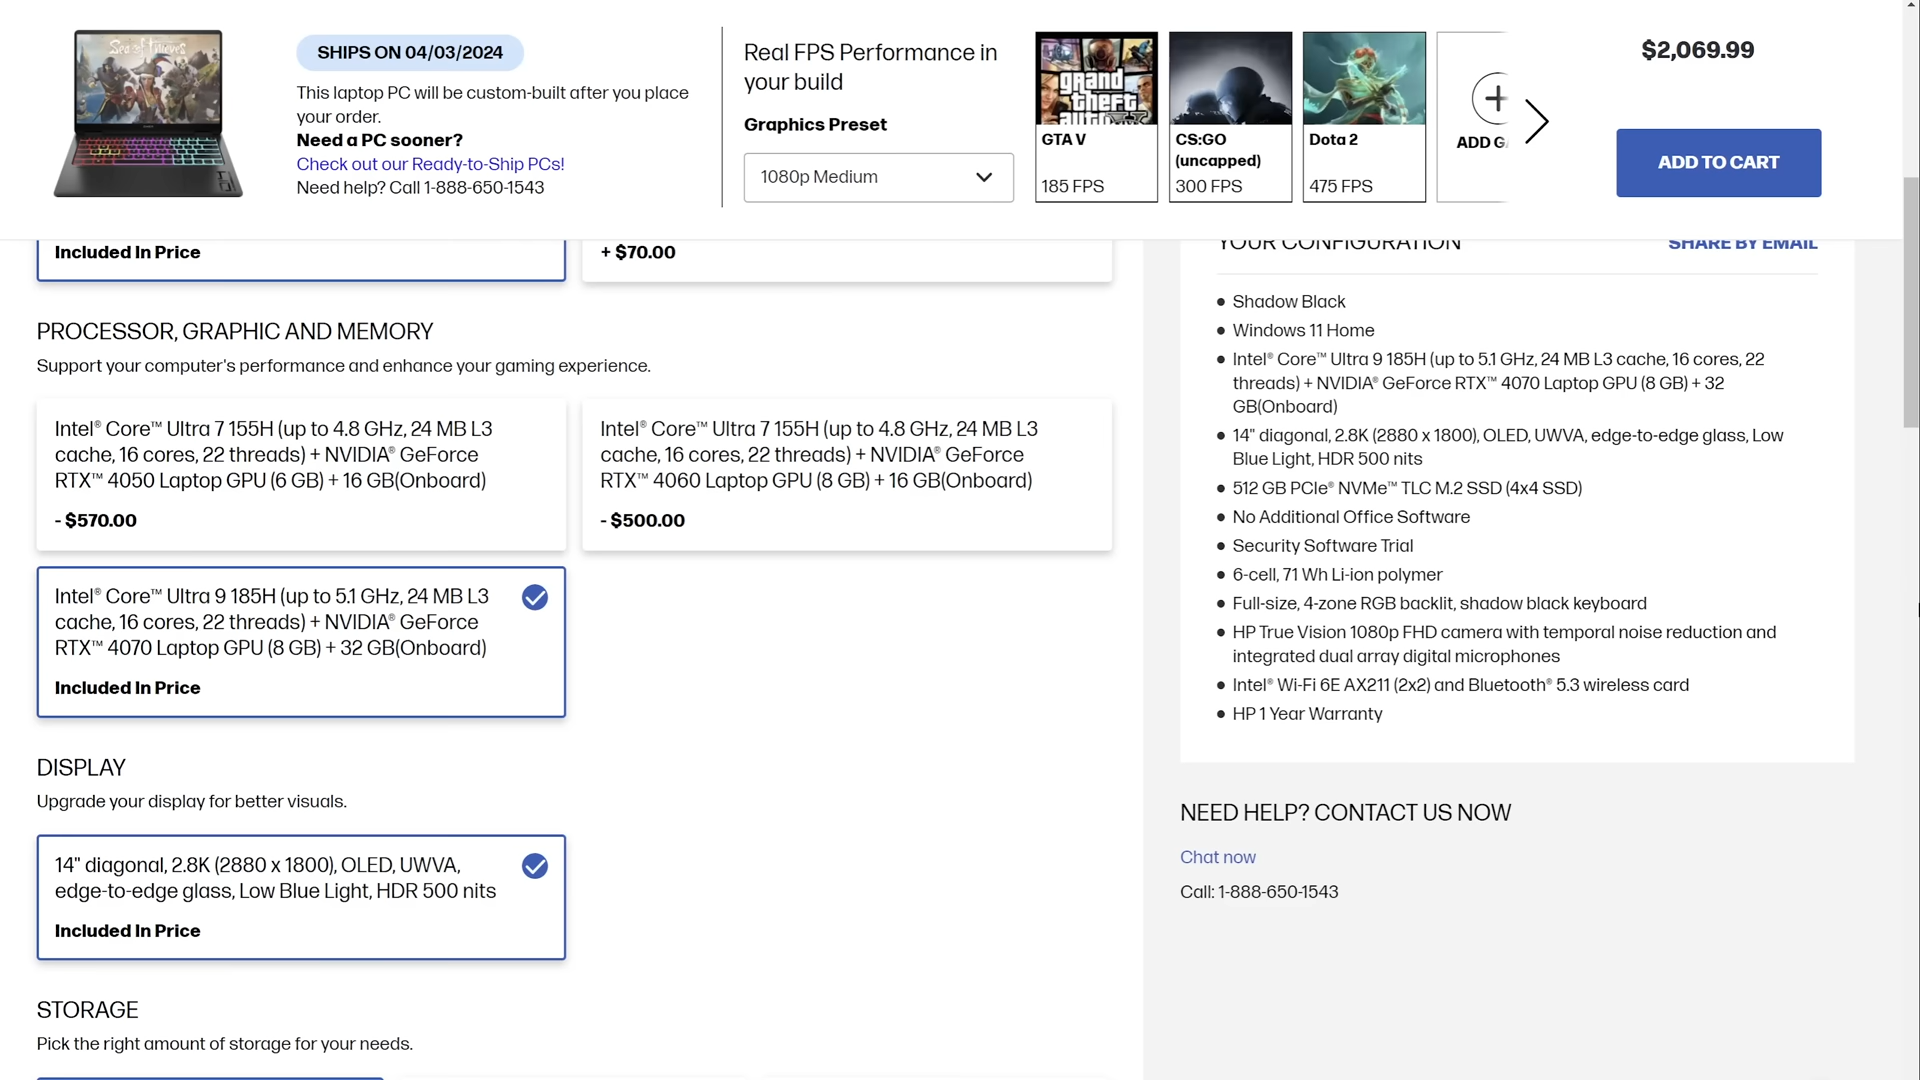 Sea of Thieves
SHIPS ON 04/03/2024
This laptop PC will be custom-built after you place
your order.
Need a PC sooner?
Check out our Ready-to-Ship PCs!
Need help? Call 1-888-650-1543
Real FPS Performance in
your build
Graphics Preset
1080p Medium
grand
theft
auto
GTA V
185 FPS
CS:GO
(uncapped)
300 FPS
Dota 2
475 FPS
ADD G
$2,069.99
ADD TO CART
Included In Price
+ $70.00
PROCESSOR, GRAPHIC AND MEMORY
Support your computer's performance and enhance your gaming experience.
Intel® Core™ Ultra 7 155H (up to 4.8 GHz, 24 MB L3
cache, 16 cores, 22 threads) + NVIDIA® GeForce
RTX™ 4050 Laptop GPU (6 GB) + 16 GB(Onboard)
- $570.00
Intel® Core™ Ultra 7 155H (up to 4.8 GHz, 24 MB L3
cache, 16 cores, 22 threads) + NVIDIA® GeForce
RTX™ 4060 Laptop GPU (8 GB) + 16 GB(Onboard)
- $500.00
Intel® Core™ Ultra 9 185H (up to 5.1 GHz, 24 MB L3
cache, 16 cores, 22 threads) + NVIDIA® GeForce
RTX™ 4070 Laptop GPU (8 GB) + 32 GB(Onboard)
Included In Price
DISPLAY
Upgrade your display for better visuals.
14" diagonal, 2.8K (2880 x 1800), OLED, UWVA,
edge-to-edge glass, Low Blue Light, HDR 500 nits
Included In Price
STORAGE
Pick the right amount of storage for your needs.
YOUR CONFIGURATION
SHARE BY EMAIL
● Shadow Black
● Windows 11 Home
● Intel® Core™ Ultra 9 185H (up to 5.1 GHz, 24 MB L3 cache, 16 cores, 22
threads) + NVIDIA® GeForce RTX™ 4070 Laptop GPU (8 GB) + 32
GB(Onboard)
● 14" diagonal, 2.8K (2880 x 1800), OLED, UWVA, edge-to-edge glass, Low
Blue Light, HDR 500 nits
● 512 GB PCIe® NVMe™ TLC M.2 SSD (4x4 SSD)
● No Additional Office Software
● Security Software Trial
● 6-cell, 71 Wh Li-ion polymer
● Full-size, 4-zone RGB backlit, shadow black keyboard
● HP True Vision 1080p FHD camera with temporal noise reduction and
integrated dual array digital microphones
● Intel® Wi-Fi 6E AX211 (2x2) and Bluetooth® 5.3 wireless card
● HP 1 Year Warranty
NEED HELP? CONTACT US NOW
Chat now
Call: 1-888-650-1543